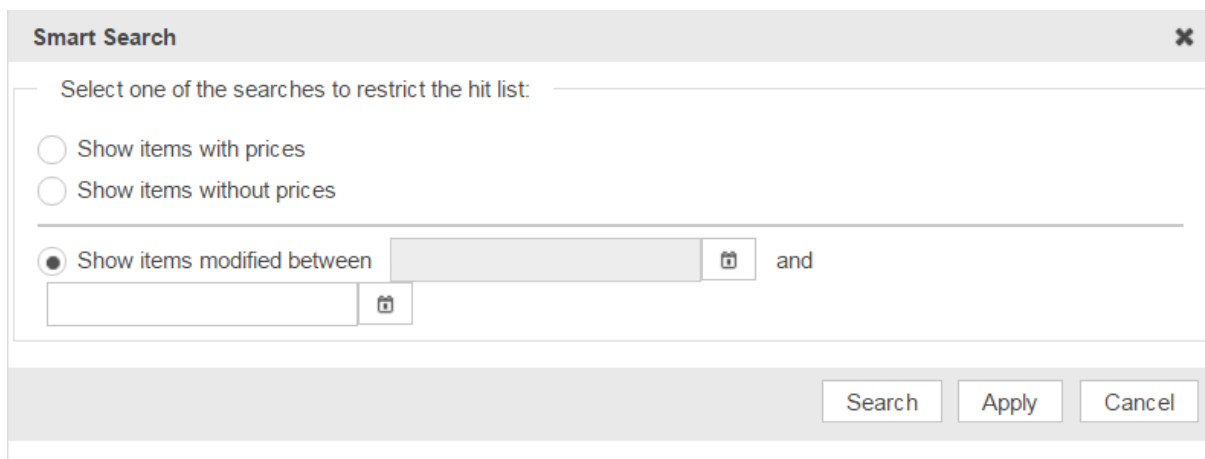 Smart Search
Select one of the searches to restrict the hit list:
Show items with prices
Show items without prices
Show items modified between and
Search Apply Cancel